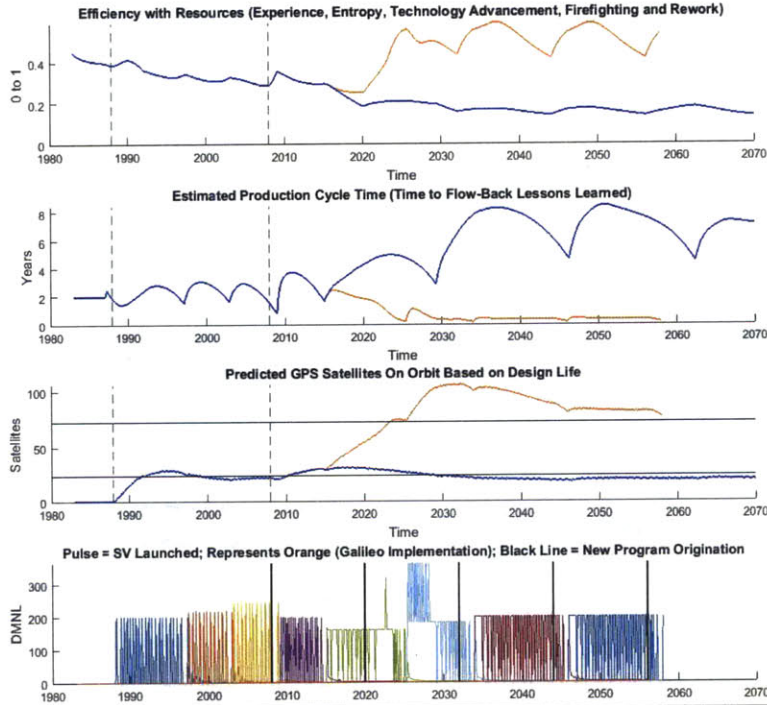 Efficiency with Resources (Experience, Entropy, Technology Advancement, Firefighting and Rework)
0 to 1
0.4
0.2
0
1980 1990 2000 2010 2020 2030 2040 2050 2060 2070
Time
Estimated Production Cycle Time (Time to Flow-Back Lessons Learned)
Years
8
6
4
2
0
1980 1990 2000 2010 2020 2030 2040 2050 2060 2070
Time
Predicted GPS Satellites On Orbit Based on Design Life
Satellites
100
50
0
1980 1990 2000 2010 2020 2030 2040 2050 2060 2070
Time
Pulse = SV Launched; Represents Orange (Galileo Implementation); Black Line = New Program Origination
DMNL
300
200
100
0
1980 1990 2000 2010 2020 2030 2040 2050 2060 2070